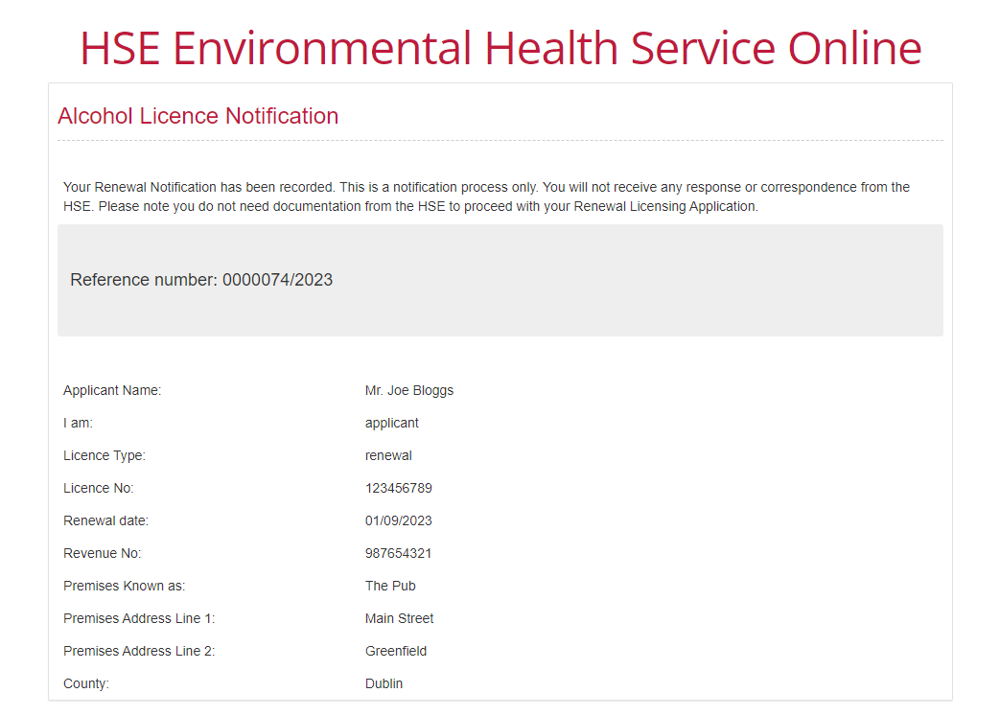 HSE Environmental Health Service Online
Alcohol Licence Notification
Your Renewal Notification has been recorded. This is a notification process only. You will not receive any response or correspondence from the
HSE. Please note you do not need documentation from the HSE to proceed with your Renewal Licensing Application.
Reference number: 0000074/2023
Applicant Name: Mr. Joe Bloggs
I am: applicant
Licence Type: renewal
Licence No: 123456789
Renewal date: 01/09/2023
Revenue No: 987654321
Premises Known as: The Pub
Premises Address Line 1: Main Street
Premises Address Line 2: Greenfield
County: Dublin